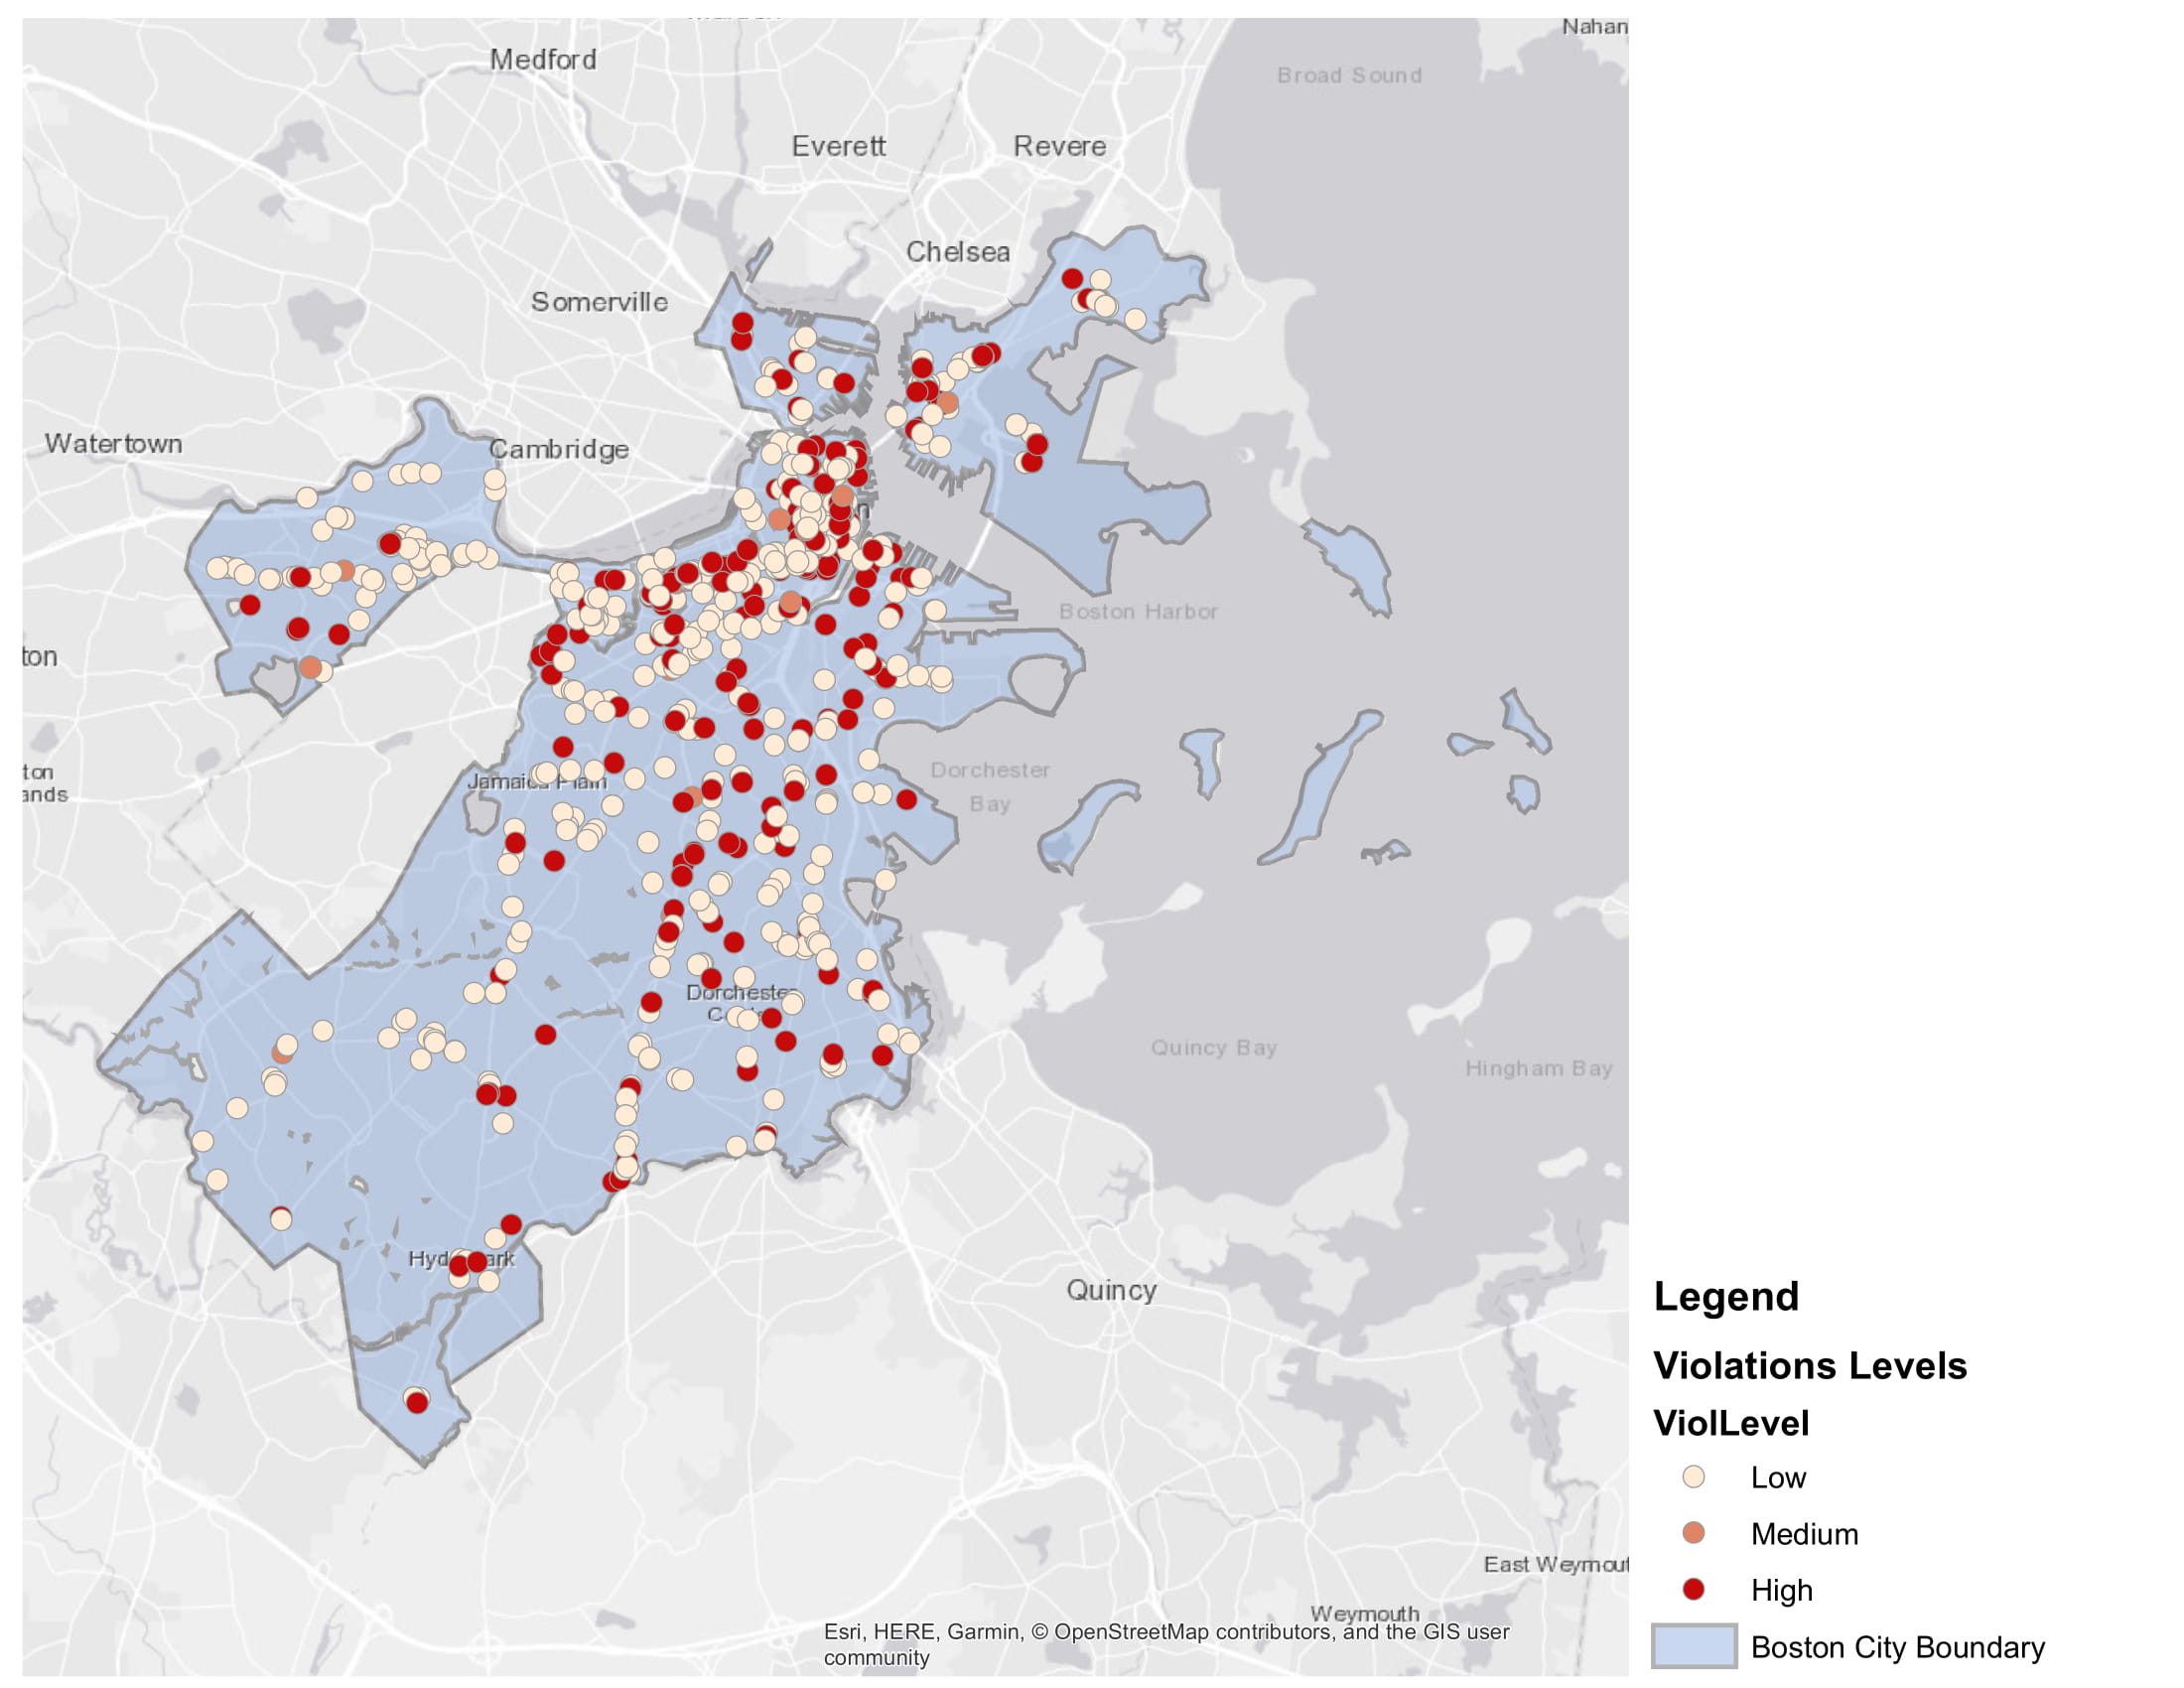 Nahan
Medford
Broad Sound
Everett
Revere
Chelsea
Somerville
Watertown
Cambridge
n
Boston Harbor
ton
ton
ands
Jamaica Plain
Dorchester
Bay
Dorchester
Quincy Bay
Hingham Bay
Hyd ark
Quincy
East Weymout
Weymouth
Esri, HERE, Garmin, © OpenStreetMap contributors, and the GIS user
community
Legend
Violations Levels
ViolLevel
Low
Medium
High
Boston City Boundary